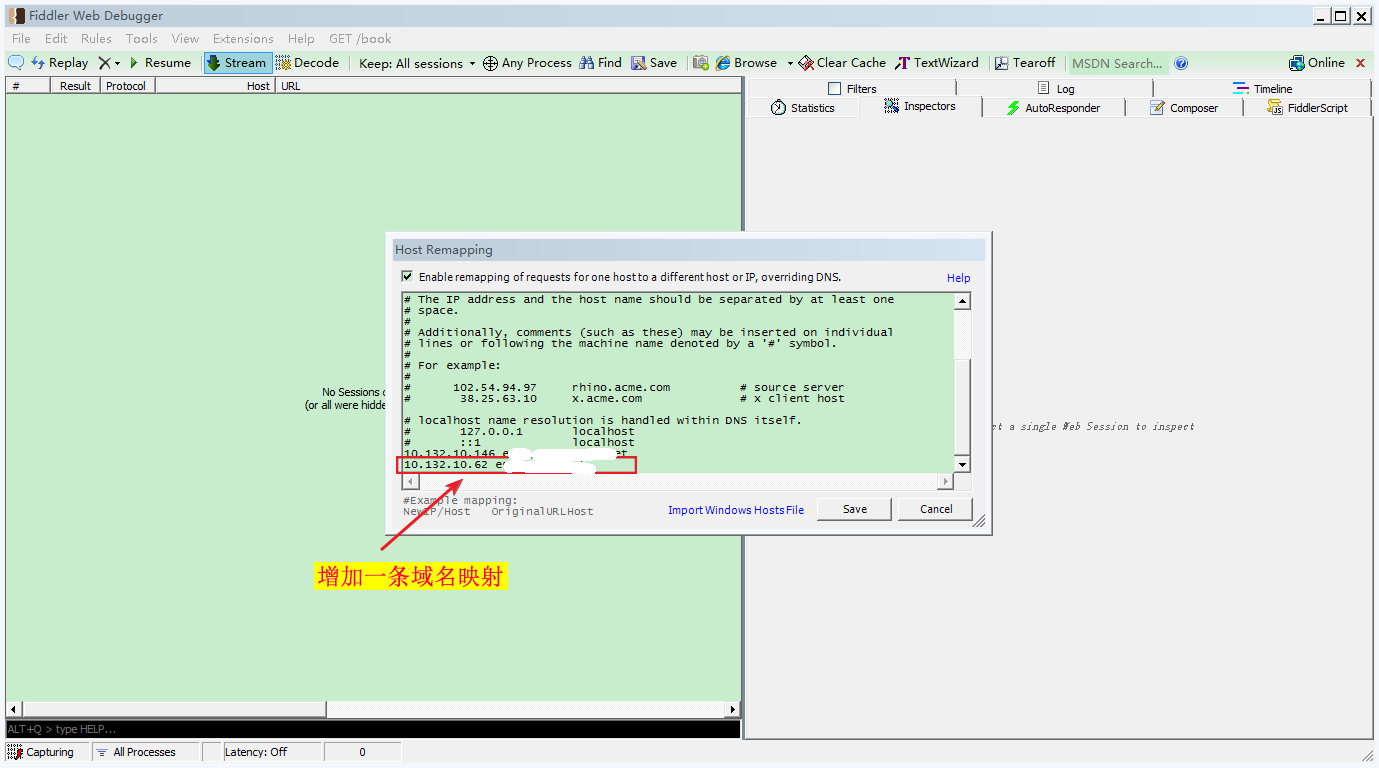 Fiddler Web Debugger
File Edit Rules Tools View Extensions Help GET /book
Replay Resume Stream Decode Keep: All sessions Any Process Find Save Browse Clear Cache TextWizard Tearoff MSDN Search... Online
# Result Protocol Host URL
Filters Log Timeline
Statistics Inspectors AutoResponder Composer FiddlerScript
No Sessions
(or all were
a single Web Session to inspect
Host Remapping
Enable remapping of requests for one host to a different host or IP, overriding DNS.
Help
# The IP address and the host name should be separated by at least one
# space.
#
# Additionally, comments (such as these) may be inserted on individual
# lines or following the machine name denoted by a '#' symbol.
#
# For example:
#
# 102.54.94.97 rhino.acme.com # source server
# 38.25.63.10 x.acme.com # x client host
# localhost name resolution is handled within DNS itself.
# 127.0.0.1 localhost
# ::1 localhost
10.132.10.146
10.132.10.62
#Example mapping:
NewIP/Host OriginalURLHost
Import Windows Hosts File
Save
Cancel
增加一条域名映射
ALT+Q > type HELP...
Capturing All Processes Latency: Off 0